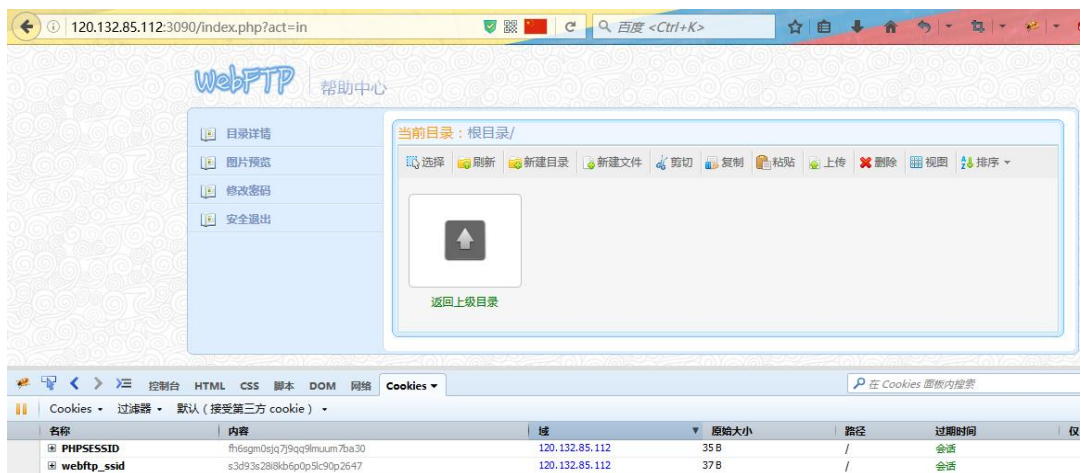 120.132.85.112:3090/index.php?act=in
百度 <Ctrl+K>
WebFTP 帮助中心
目录详情
图片预览
修改密码
安全退出
当前目录：根目录/
选择 刷新 新建目录 新建文件 剪切 复制 粘贴 上传 删除 视图 排序
返回上级目录
控制台 HTML CSS 脚本 DOM 网络 Cookies
在 Cookies 面板内搜索
Cookies 过滤器 默认（接受第三方 cookie）
名称 内容 域 原始大小 路径 过期时间 仅
PHPSESSID fh6sgm0sjq7j9qq9lmuum7ba30 120.132.85.112 35 B / 会话
webftp_ssid s3d93s28i8kb6p0p5lc90p2647 120.132.85.112 37 B / 会话